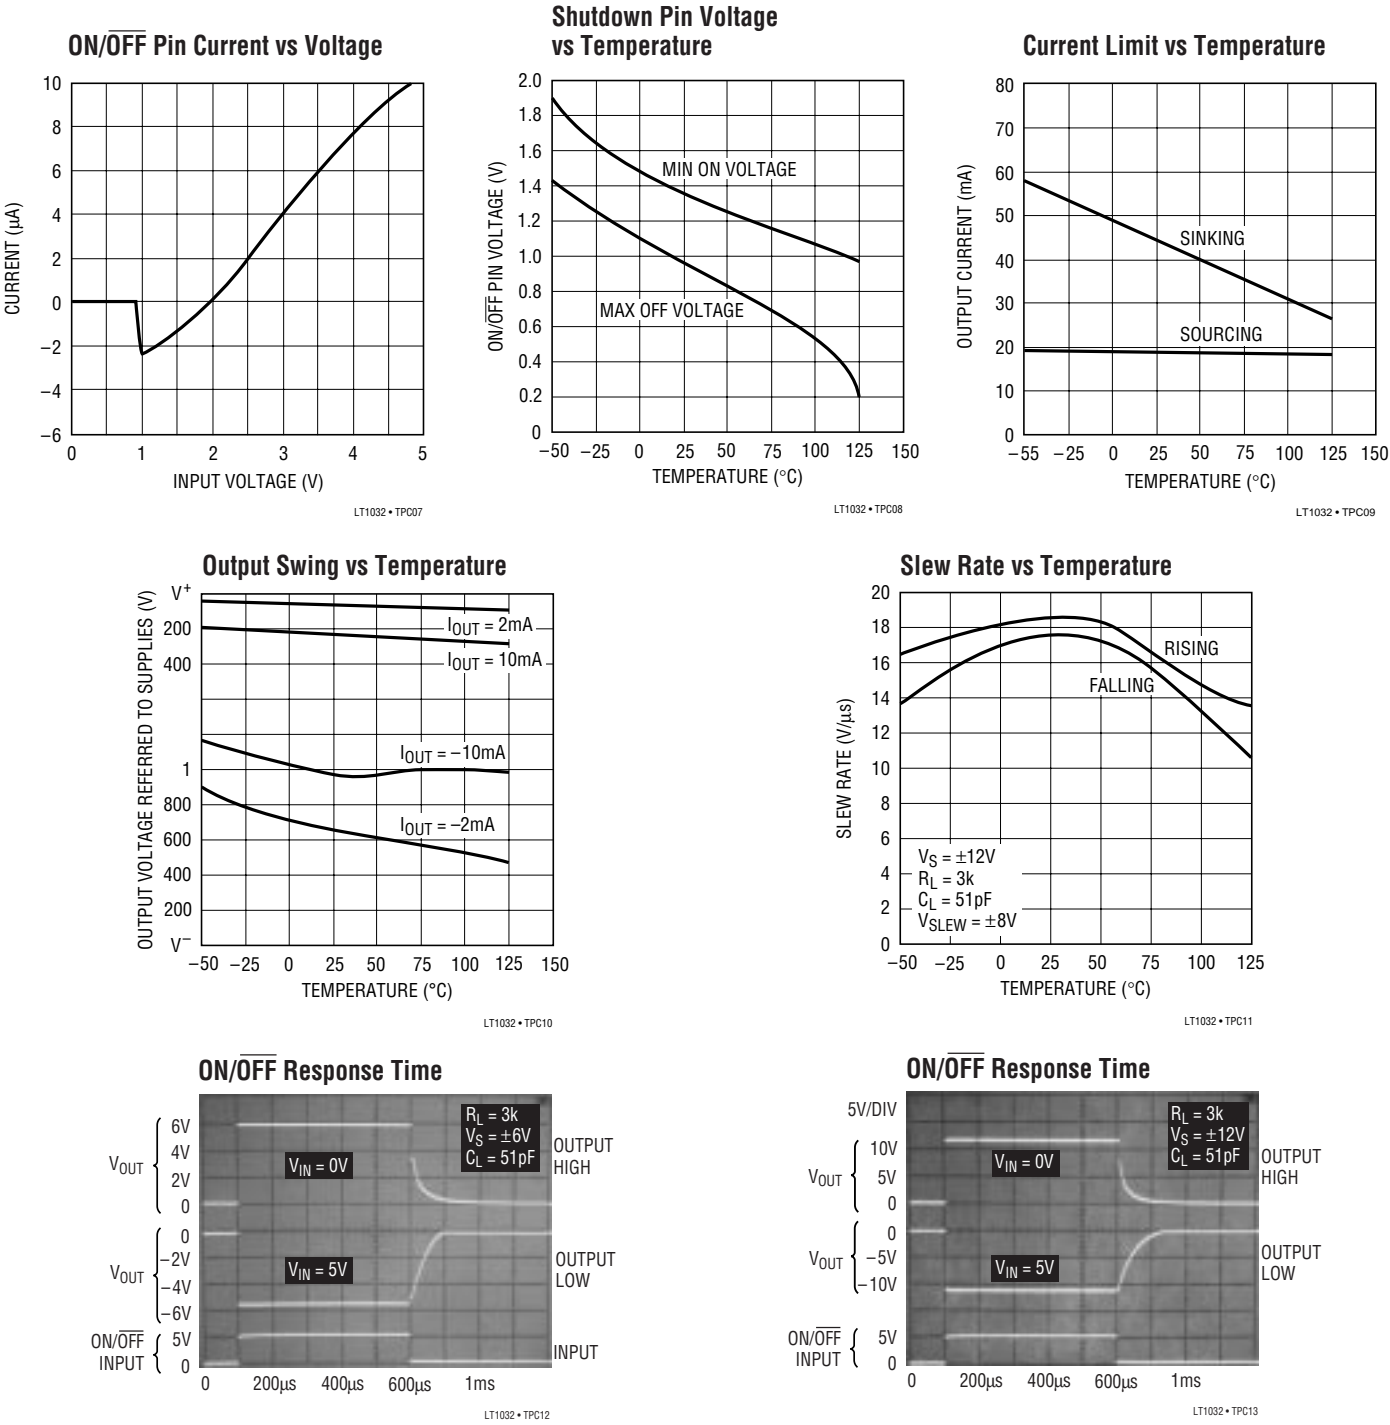 ON/OFF Pin Current vs Voltage
10
8
6
4
2
0
–2
–4
–6
CURRENT (µA)
0 1 2 3 4 5
INPUT VOLTAGE (V)
LT1032 • TPC07
Shutdown Pin Voltage
vs Temperature
2.0
1.8
1.6
1.4
1.2
1.0
0.8
0.6
0.4
0.2
0
ON/OFF PIN VOLTAGE (V)
MIN ON VOLTAGE
MAX OFF VOLTAGE
–50 –25 0 25 50 75 100 125 150
TEMPERATURE (°C)
LT1032 • TPC08
Current Limit vs Temperature
80
70
60
50
40
30
20
10
0
OUTPUT CURRENT (mA)
SINKING
SOURCING
–55 –25 0 25 50 75 100 125 150
TEMPERATURE (°C)
LT1032 • TPC09
Output Swing vs Temperature
V+
200
400
1
800
600
400
200
V–
OUTPUT VOLTAGE REFERRED TO SUPPLIES (V)
IOUT = 2mA
IOUT = 10mA
IOUT = –10mA
IOUT = –2mA
–50 –25 0 25 50 75 100 125 150
TEMPERATURE (°C)
LT1032 • TPC10
Slew Rate vs Temperature
20
18
16
14
12
10
8
6
4
2
0
SLEW RATE (V/µs)
RISING
FALLING
VS = ±12V
RL = 3k
CL = 51pF
VSLEW = ±8V
–50 –25 0 25 50 75 100 125
TEMPERATURE (°C)
LT1032 • TPC11
ON/OFF Response Time
VOUT
6V
4V
2V
0
VOUT
0
–2V
–4V
–6V
ON/OFF
INPUT
5V
0
RL = 3k
VS = ±6V
CL = 51pF
VIN = 0V
VIN = 5V
OUTPUT
HIGH
OUTPUT
LOW
INPUT
0 200µs 400µs 600µs 1ms
LT1032 • TPC12
ON/OFF Response Time
5V/DIV
VOUT
10V
5V
0
VOUT
0
–5V
–10V
ON/OFF
INPUT
5V
0
RL = 3k
VS = ±12V
CL = 51pF
VIN = 0V
VIN = 5V
OUTPUT
HIGH
OUTPUT
LOW
0 200µs 400µs 600µs 1ms
LT1032 • TPC13